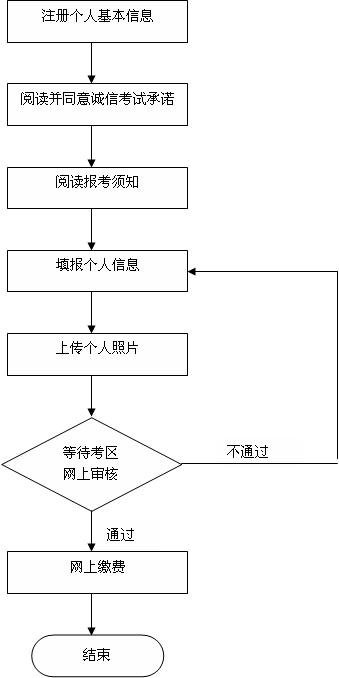 注册个人基本信息
阅读并同意诚信考试承诺
阅读报考须知
填报个人信息
上传个人照片
等待考区
网上审核
不通过
通过
网上缴费
结束